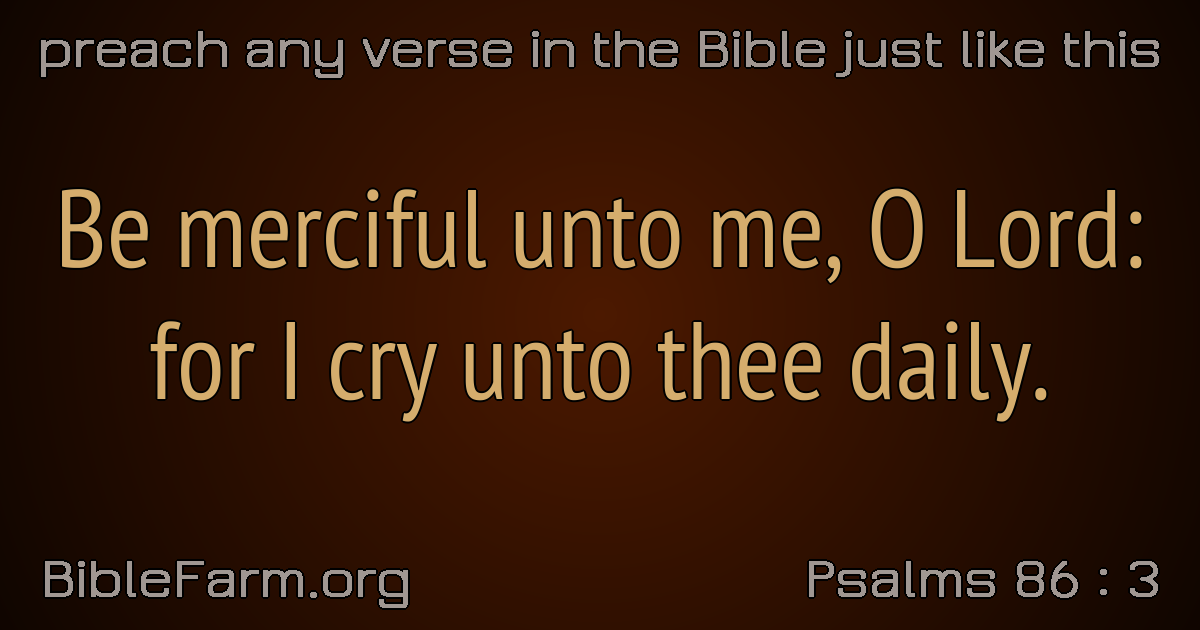 preach any verse in the Bible just like this
Be merciful unto me, O Lord:
for I cry unto thee daily.
BibleFarm.org
Psalms 86 : 3